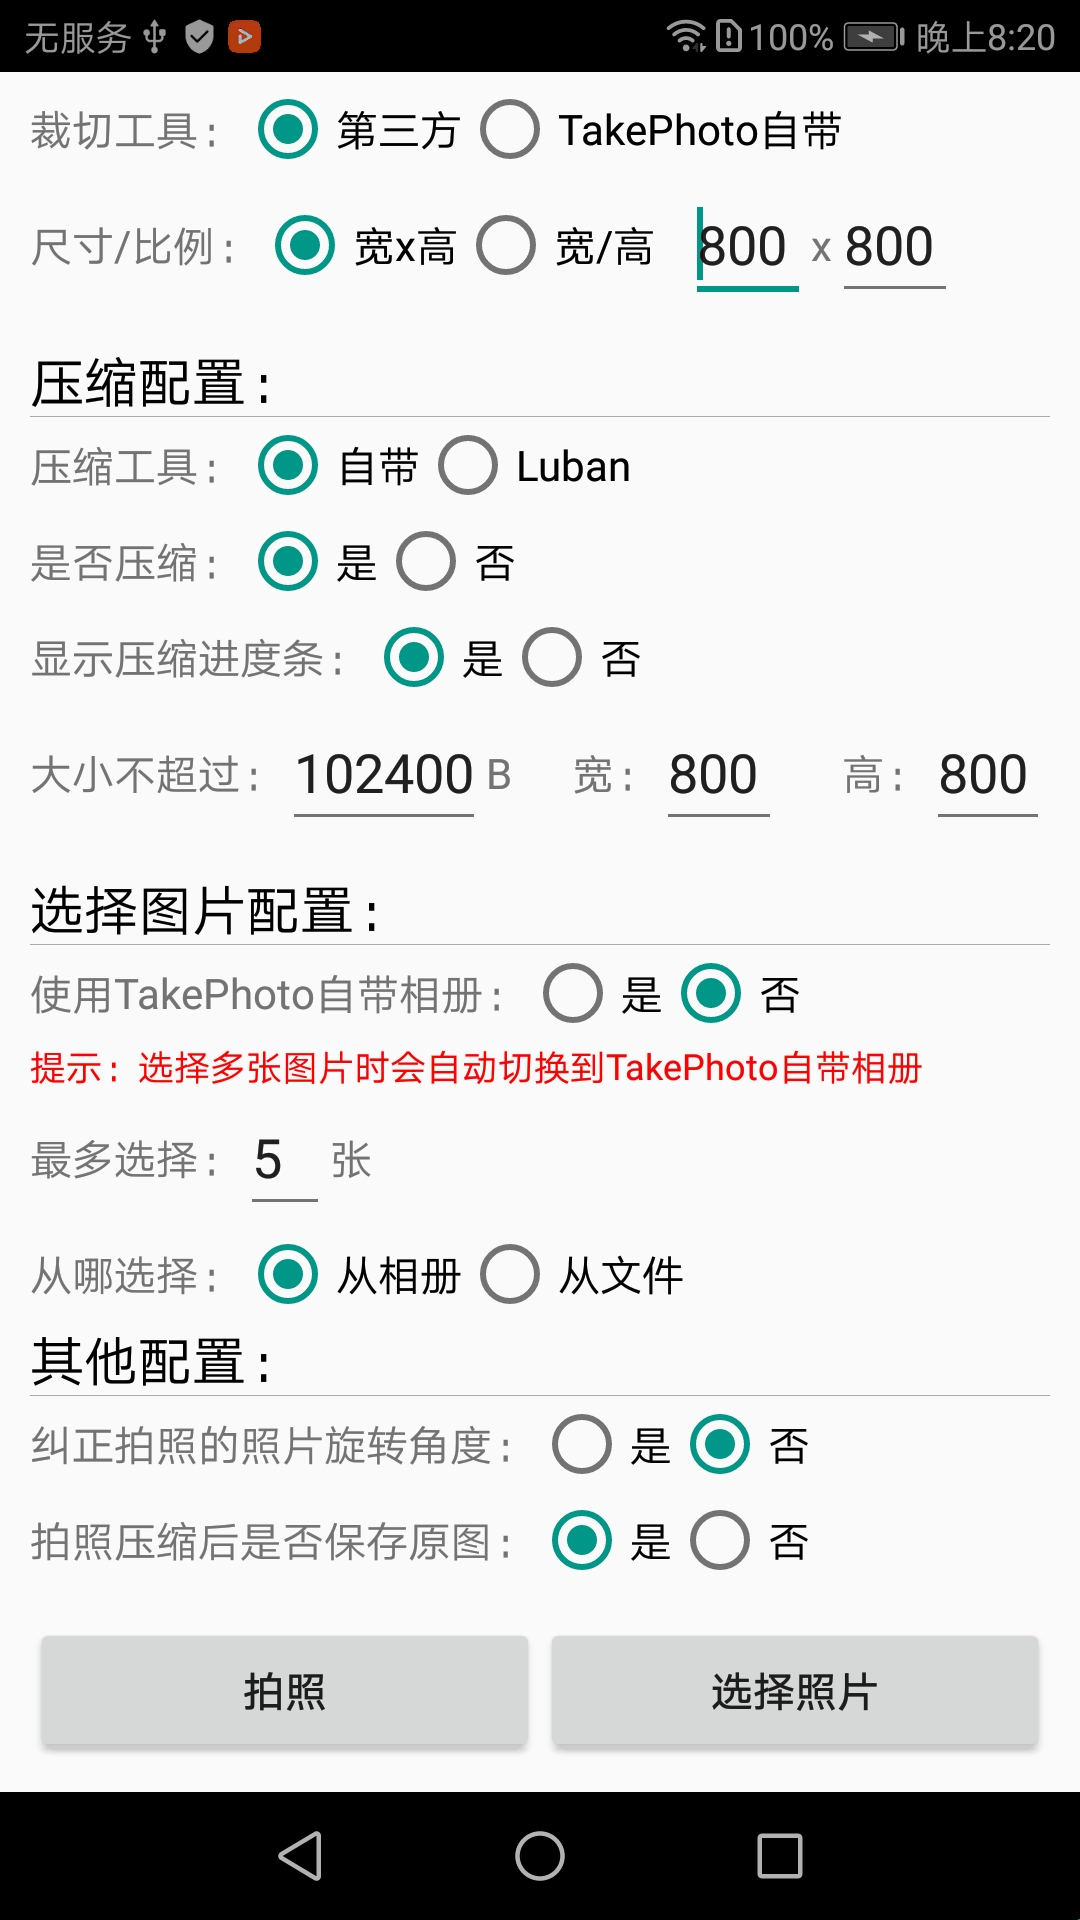 无服务 100% 晚上8:20
裁切工具: 第三方 TakePhoto自带
尺寸/比例: 宽x高 宽/高 800 x 800
压缩配置:
压缩工具: 自带 Luban
是否压缩: 是 否
显示压缩进度条: 是 否
大小不超过: 102400 B 宽: 800 高: 800
选择图片配置:
使用TakePhoto自带相册: 是 否
提示: 选择多张图片时会自动切换到TakePhoto自带相册
最多选择: 5 张
从哪选择: 从相册 从文件
其他配置:
纠正拍照的照片旋转角度: 是 否
拍照压缩后是否保存原图: 是 否
拍照 选择照片